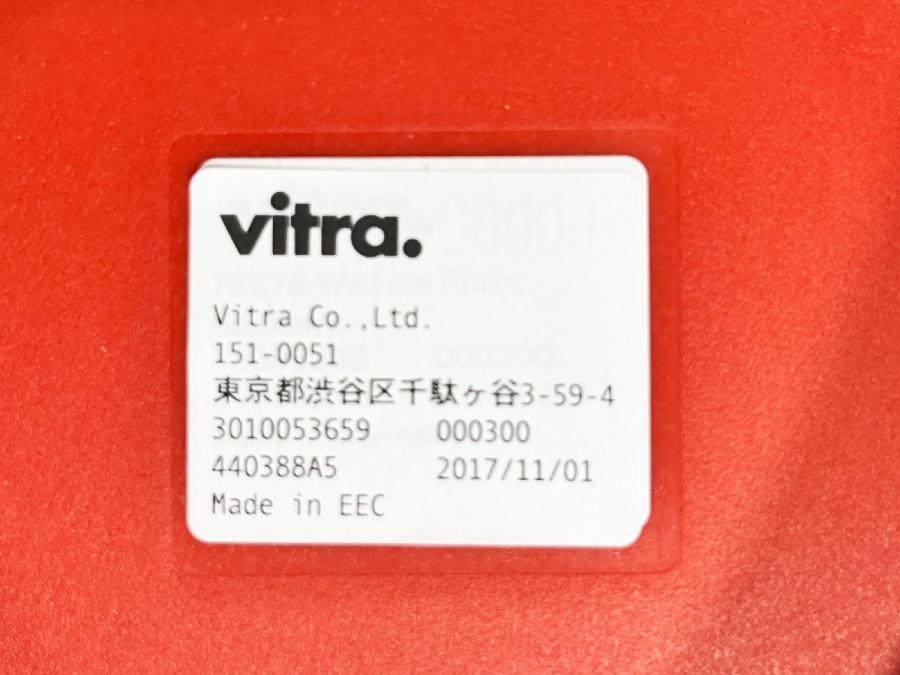 vitra.
Vitra Co.,Ltd.
151-0051
東京都渋谷区千駄ヶ谷3-59-4
3010053659 000300
440388A5 2017/11/01
Made in EEC